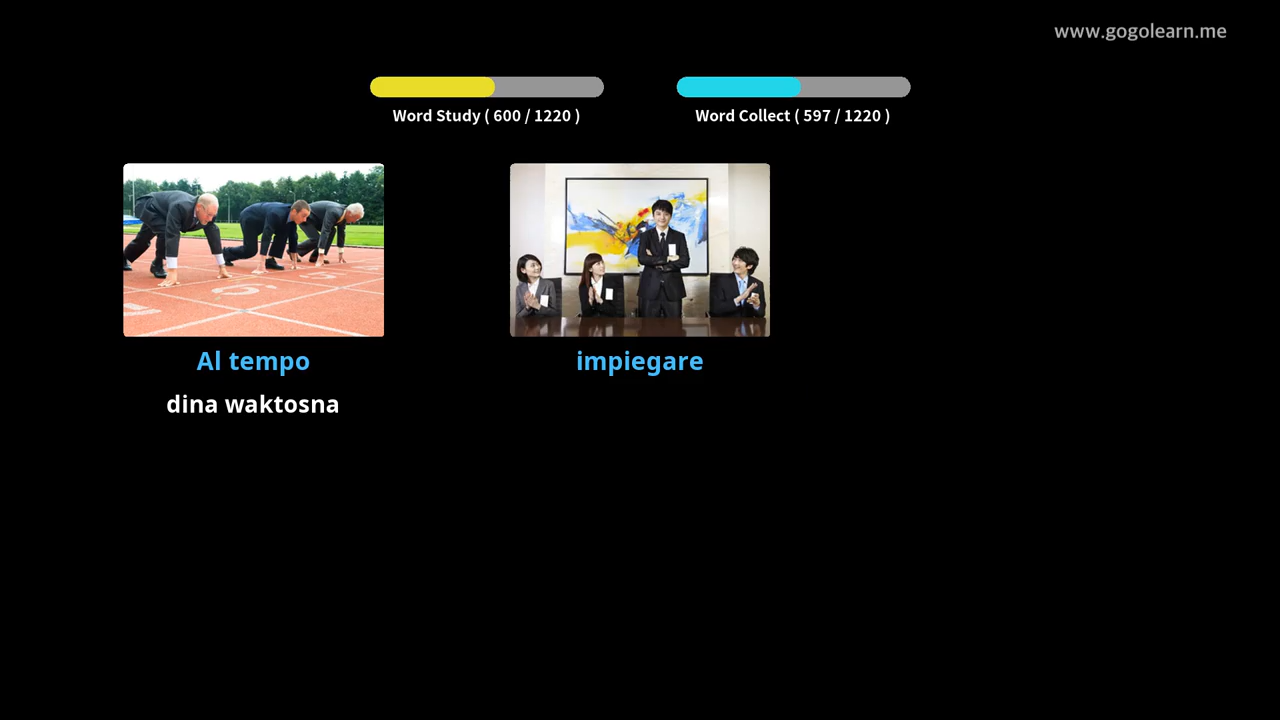 www.gogolearn.me
Word Study ( 600 / 1220 )
Word Collect ( 597 / 1220 )
Al tempo
impiegare
dina waktosna